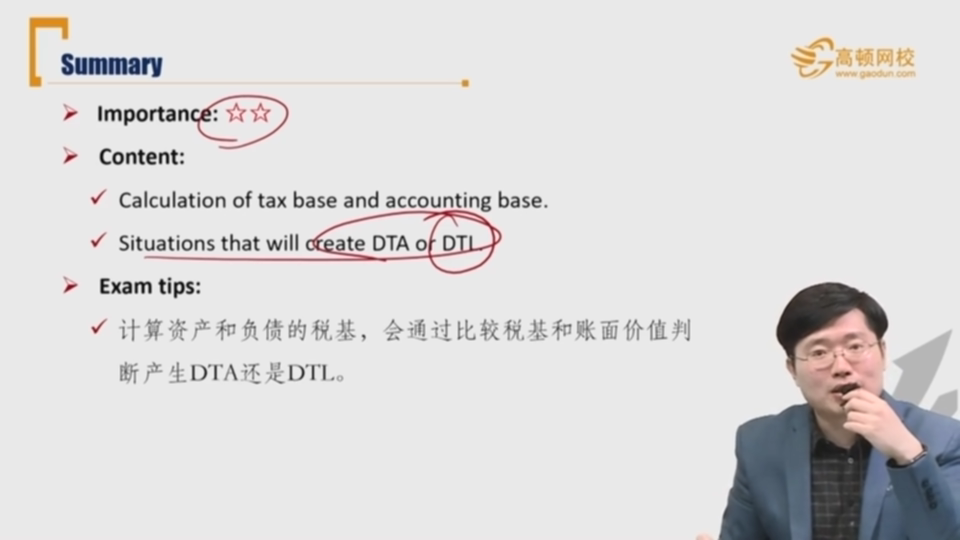 Summary
高顿网校
www.gaodun.com
Importance: ☆☆
Content:
Calculation of tax base and accounting base.
Situations that will create DTA or DTL.
Exam tips:
计算资产和负债的税基，会通过比较税基和账面价值判
断产生DTA还是DTL。